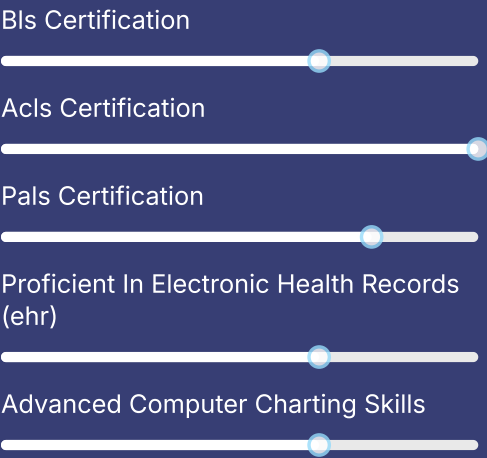 Bls Certification
Acls Certification
Pals Certification
Proficient In Electronic Health Records
(ehr)
Advanced Computer Charting Skills